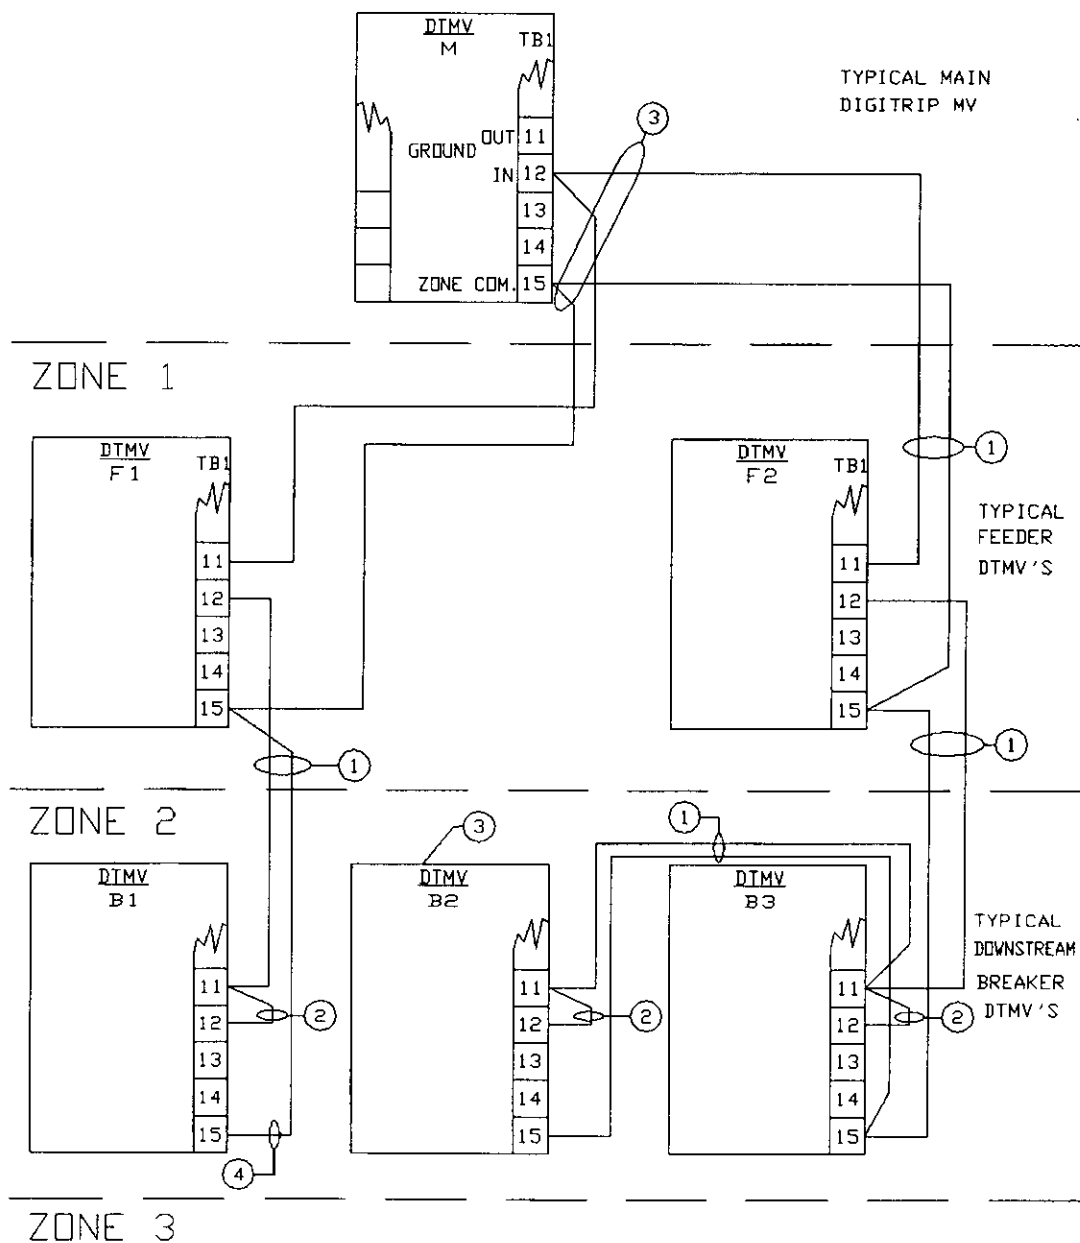 DTMV
M
TB1
TYPICAL MAIN
DIGITRIP MV
3
OUT 11
GROUND
IN 12
13
14
ZONE COM. 15
ZONE 1
DTMV
F1
TB1
11
12
13
14
15
1
DTMV
F2
TB1
11
12
13
14
15
1
TYPICAL
FEEDER
DTMV'S
1
ZONE 2
DTMV
B1
11
12
13
14
15
2
4
3
DTMV
B2
11
12
13
14
15
2
1
DTMV
B3
11
12
13
14
15
2
TYPICAL
DOWNSTREAM
BREAKER
DTMV'S
ZONE 3